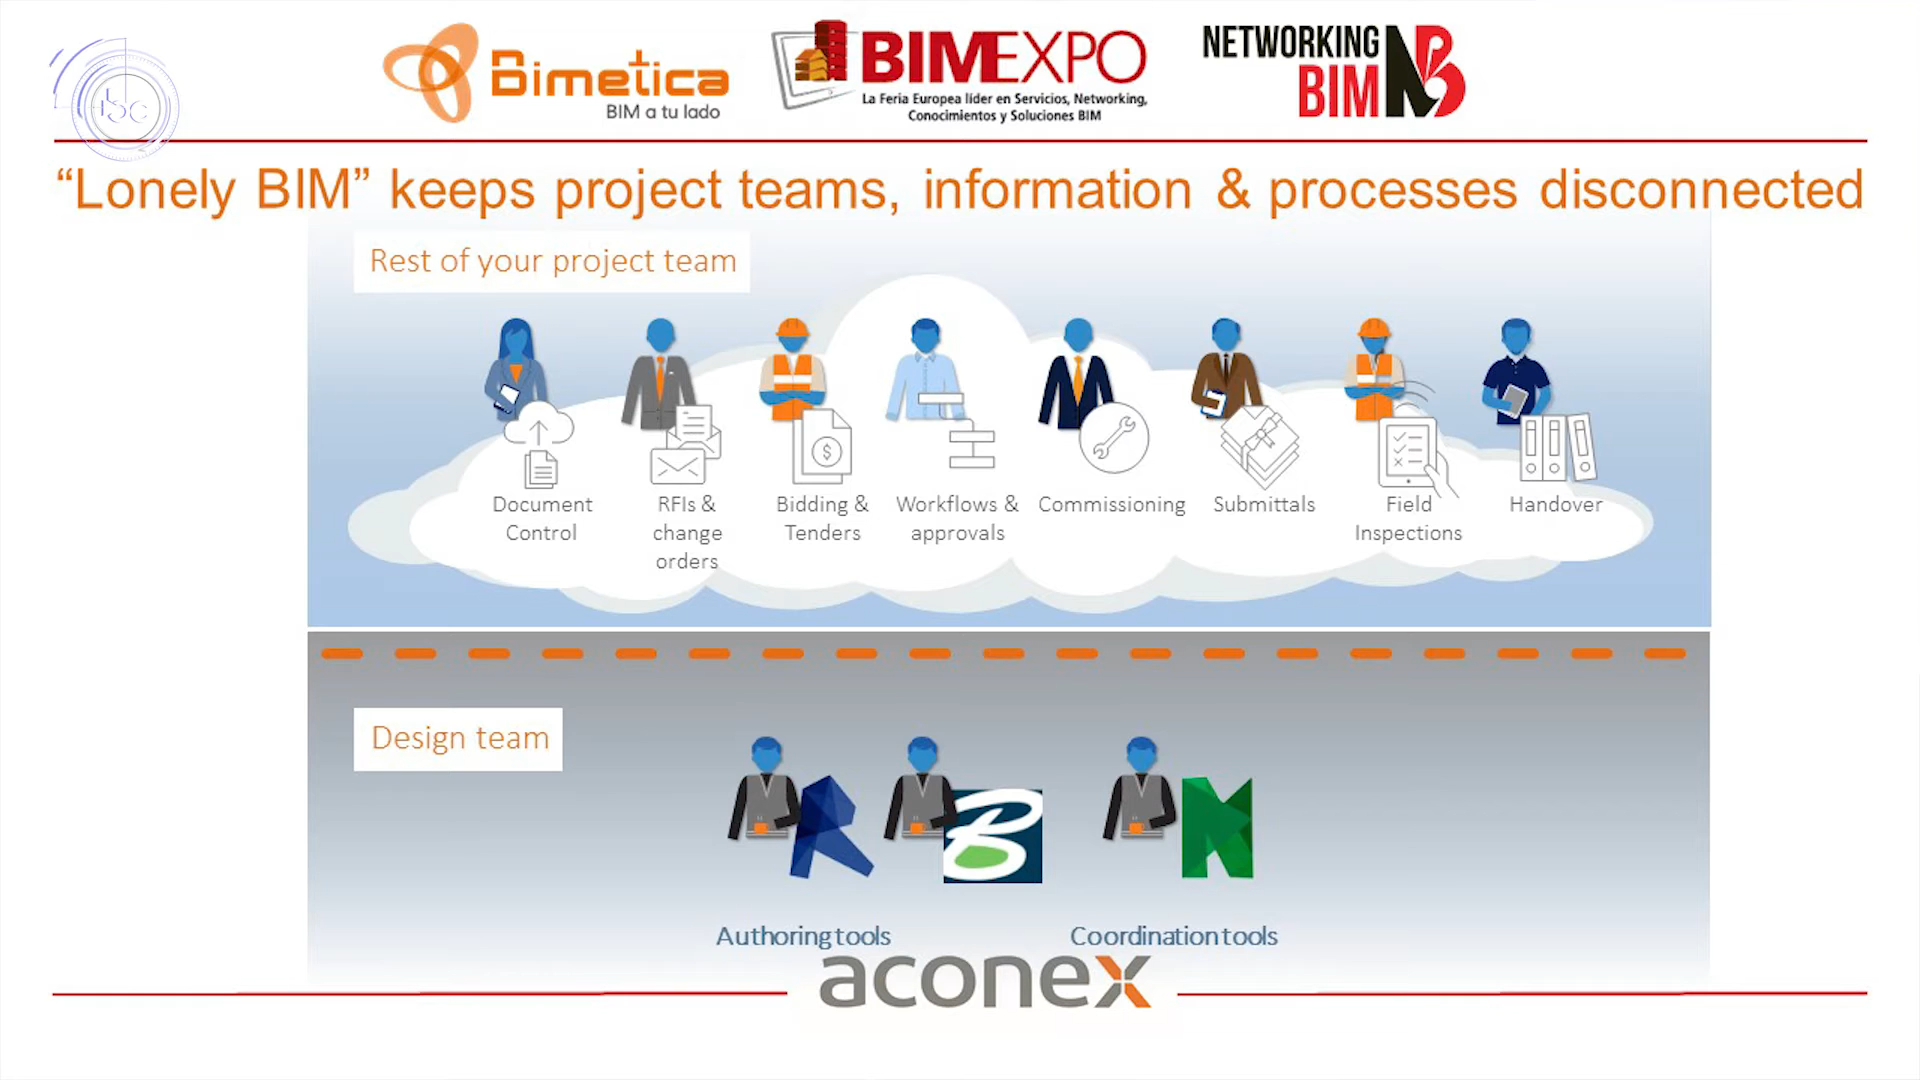 Bimetica
BIM a tu lado
BIMEXPO
La Feria Europea líder en Servicios, Networking,
Conocimientos y Soluciones BIM
NETWORKING
BIM
“Lonely BIM” keeps project teams, information & processes disconnected
Rest of your project team
Document
Control
RFIs &
change
orders
Bidding &
Tenders
Workflows &
approvals
Commissioning
Submittals
Field
Inspections
Handover
Design team
Authoring tools
Coordination tools
aconex